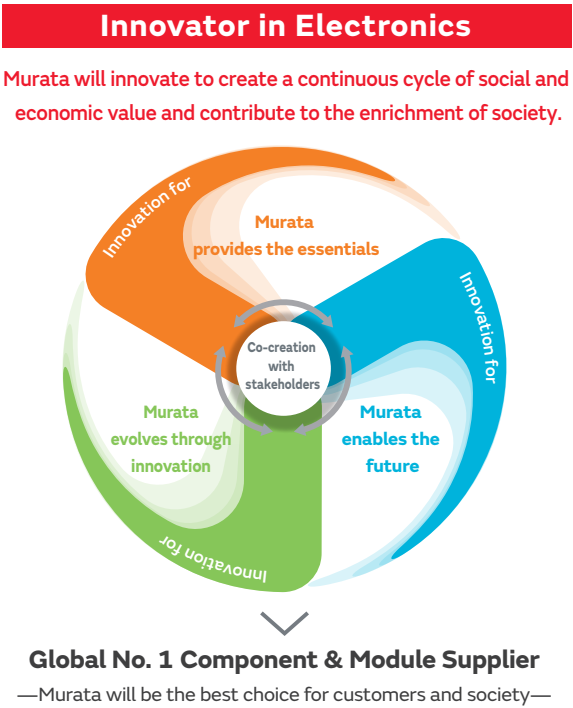 Innovator in Electronics
Murata will innovate to create a continuous cycle of social and
economic value and contribute to the enrichment of society.
Innovation for
Murata
provides the essentials
Innovation for
Co-creation
with
stakeholders
Murata
evolves through
innovation
Murata
enables the
future
Innovation for
Global No. 1 Component & Module Supplier
—Murata will be the best choice for customers and society—